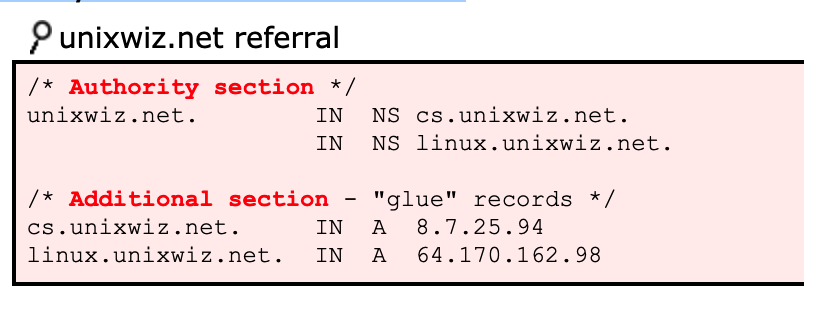 unixwiz.net referral
/* Authority section */
unixwiz.net. IN NS cs.unixwiz.net.
IN NS linux.unixwiz.net.
/* Additional section - "glue" records */
cs.unixwiz.net. IN A 8.7.25.94
linux.unixwiz.net. IN A 64.170.162.98